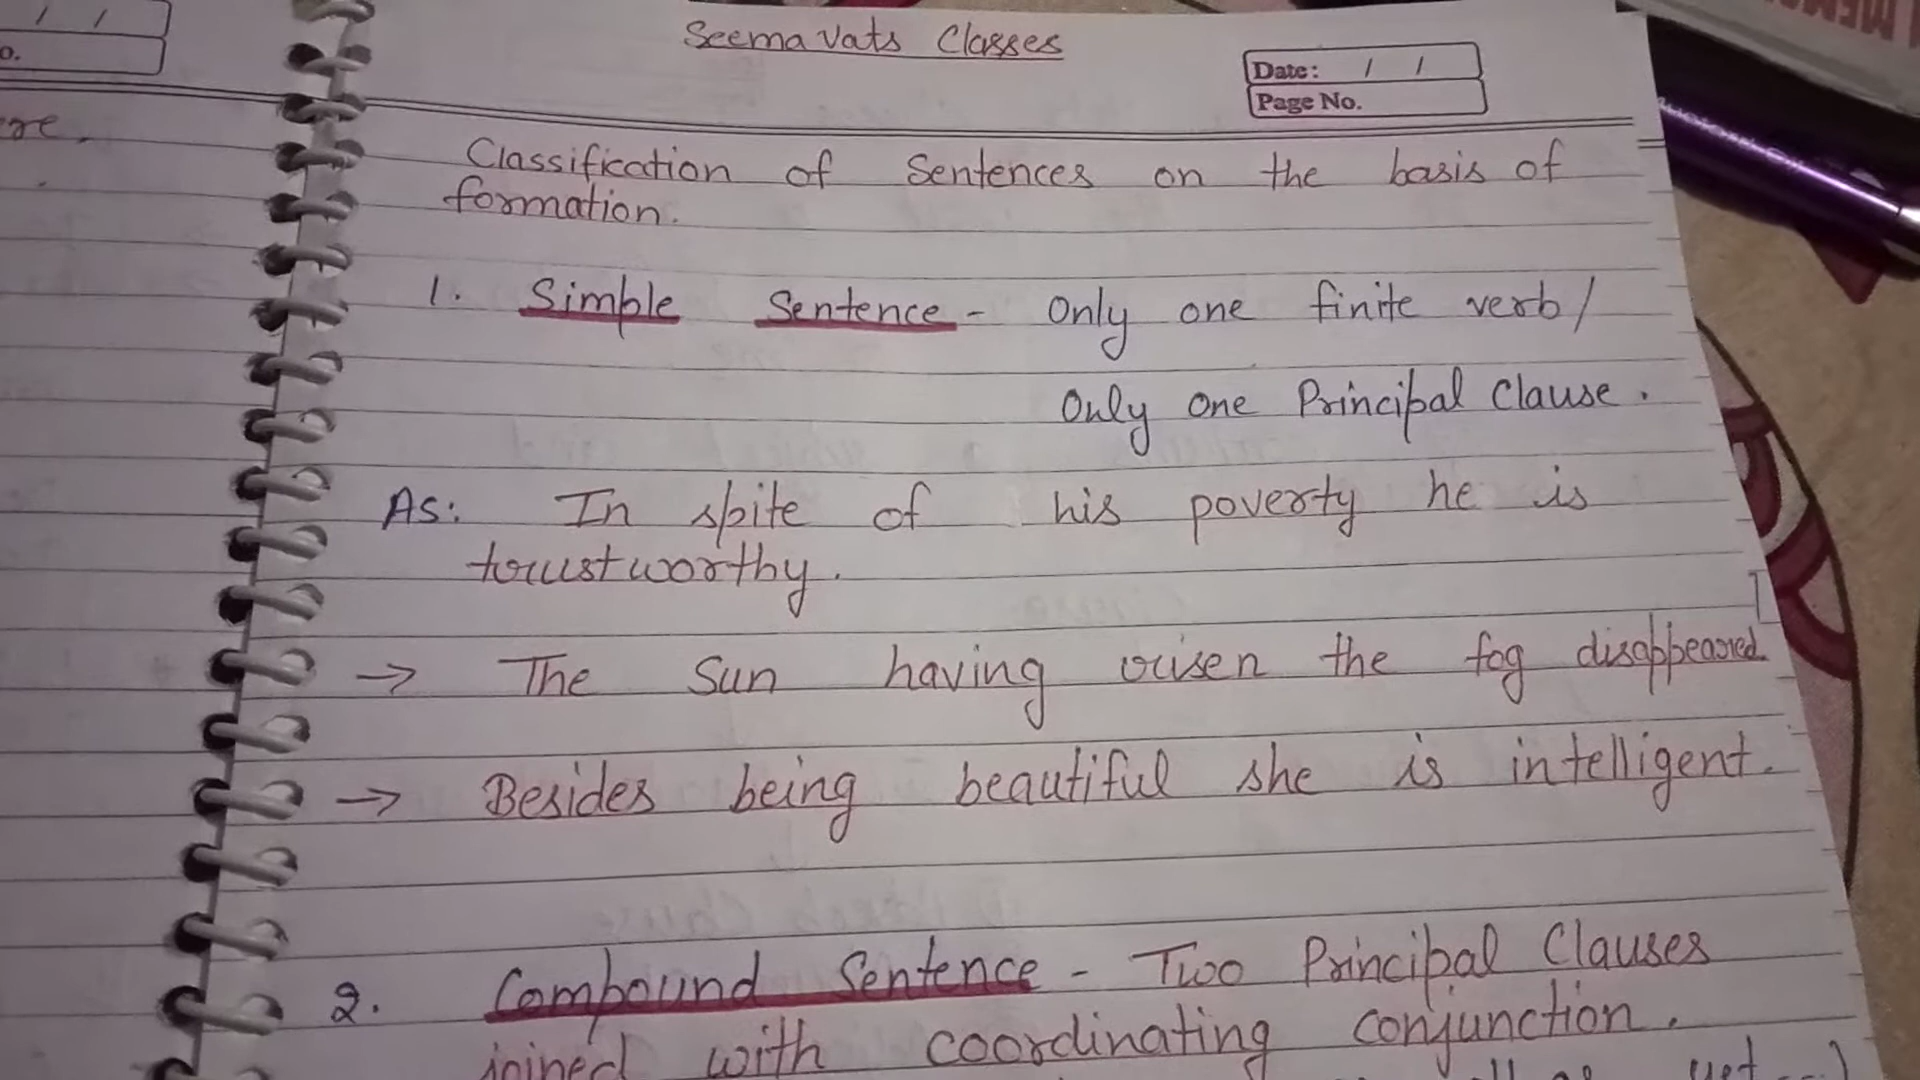 Seema Vats Classes
Date: / /
Page No.
Classification of Sentences on the basis of
formation.
1. Simple Sentence - Only one finite verb/
Only one Principal Clause.
As: In spite of his poverty he is
trustworthy.
→ The Sun having risen the fog disappeared
→ Besides being beautiful she is intelligent.
2. Compound Sentence - Two Principal Clauses
joined with coordinating conjunction.
yet